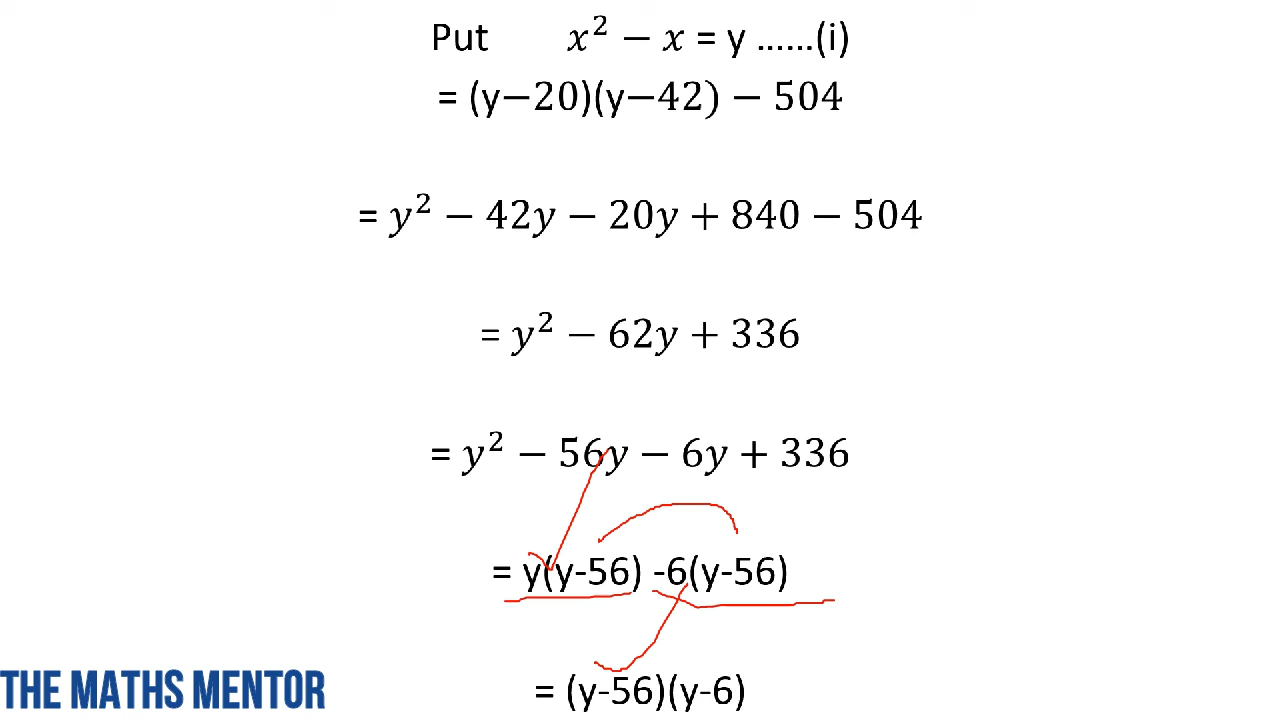 Put x² − x = y ......(i)
= (y−20)(y−42) − 504
= y² − 42y − 20y + 840 − 504
= y² − 62y + 336
= y² − 56y − 6y + 336
= y(y-56) -6(y-56)
= (y-56)(y-6)
THE MATHS MENTOR